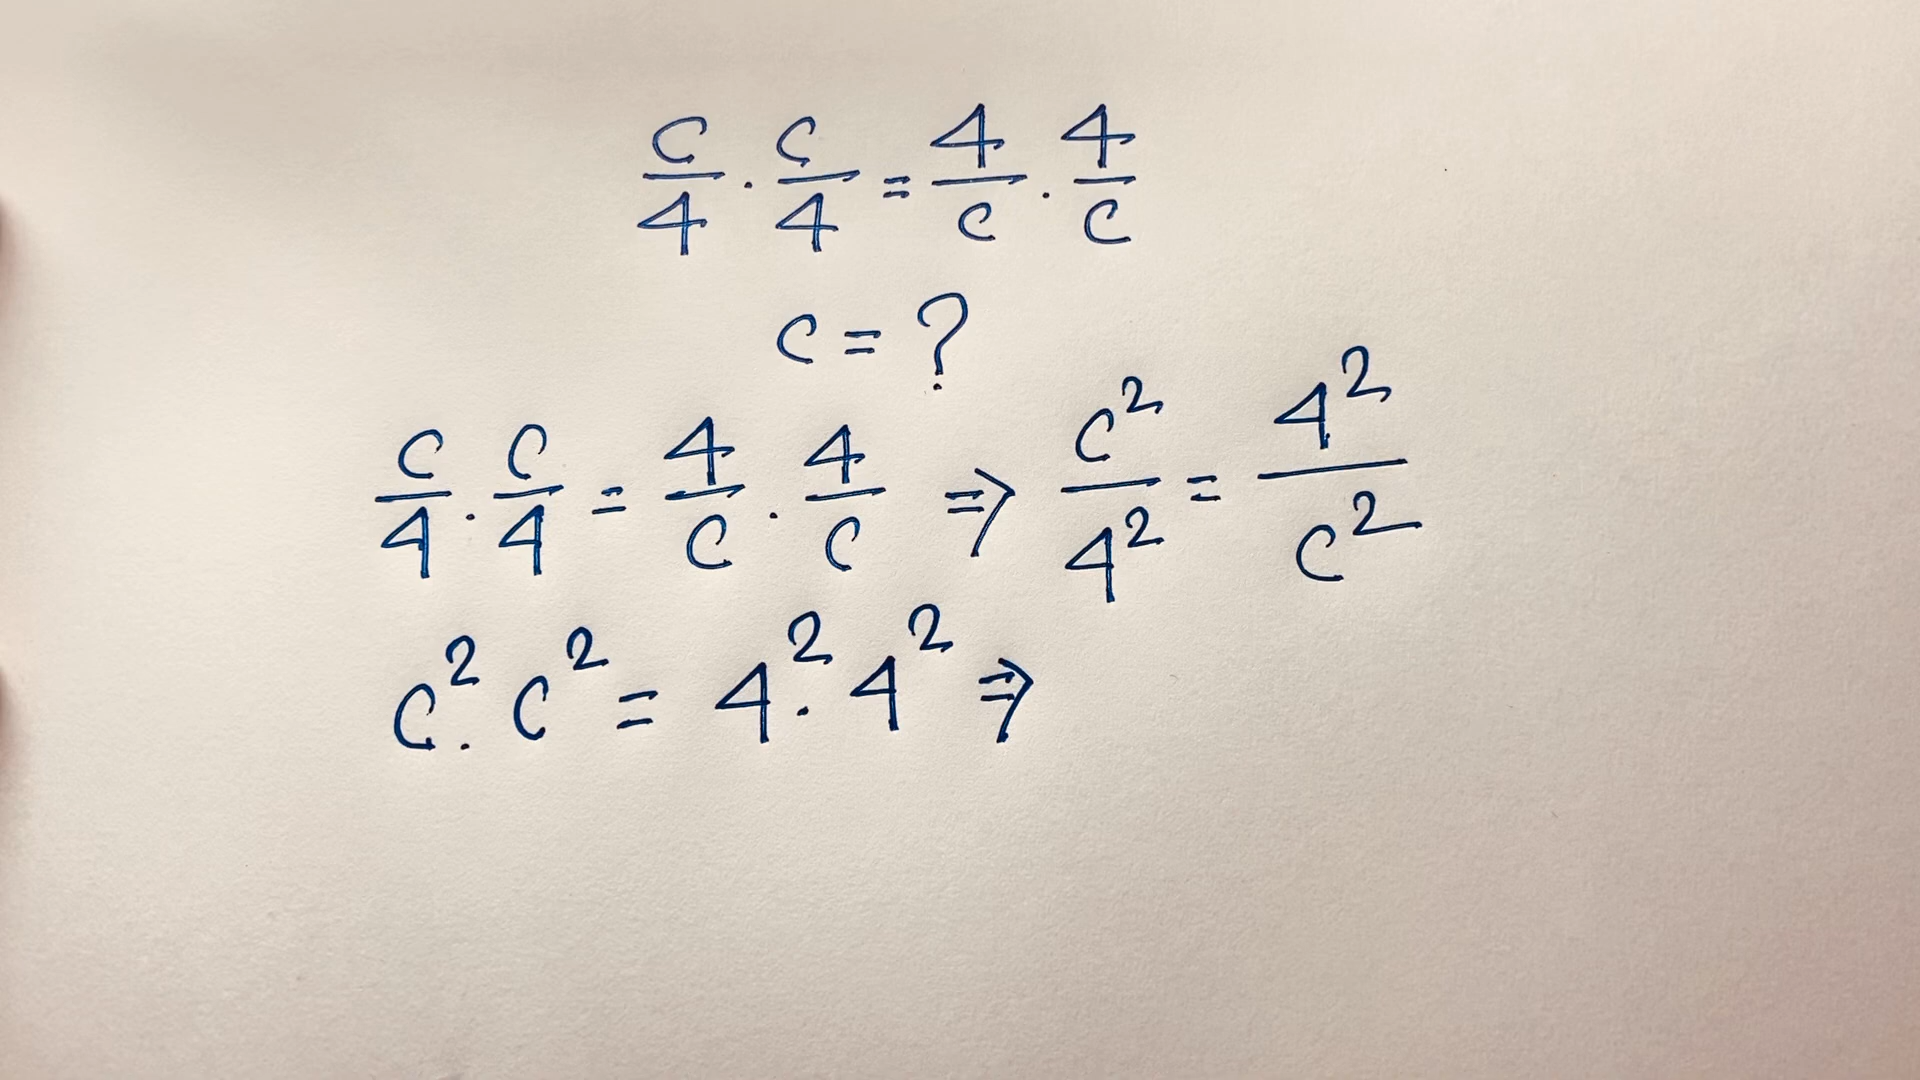 c/4 · c/4 = 4/c · 4/c
c = ?
c/4 · c/4 = 4/c · 4/c ⇒ c²/4² = 4²/c²
c² · c² = 4² · 4² ⇒